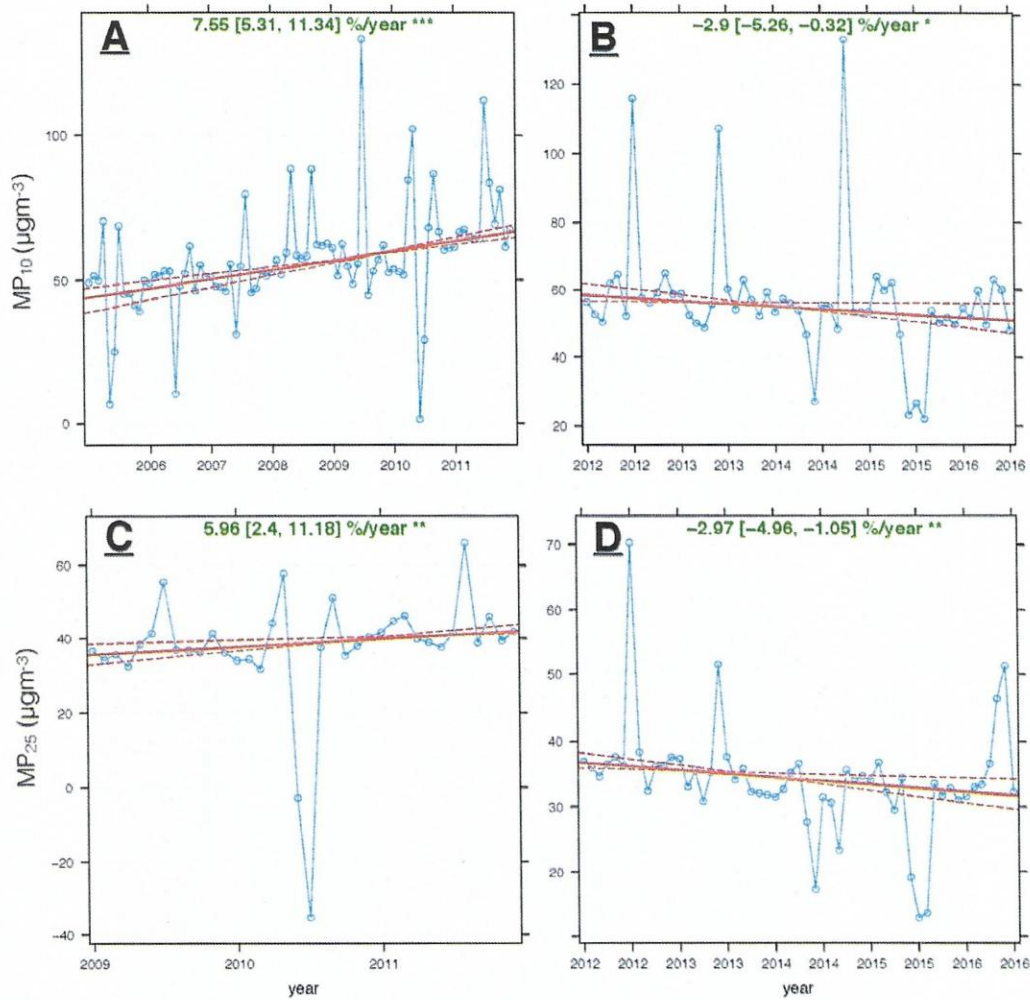 A
7.55 [5.31, 11.34] %/year ***
MP10 (µgm-3)
100
50
0
2006 2007 2008 2009 2010 2011
B
−2.9 [−5.26, −0.32] %/year *
120
100
80
60
40
20
2012 2012 2013 2013 2014 2014 2015 2015 2016 2016
C
5.96 [2.4, 11.18] %/year **
MP25 (µgm-3)
60
40
20
0
−20
−40
2009 2010 2011
year
D
−2.97 [−4.96, −1.05] %/year **
70
60
50
40
30
20
2012 2012 2013 2013 2014 2014 2015 2015 2016 2016
year